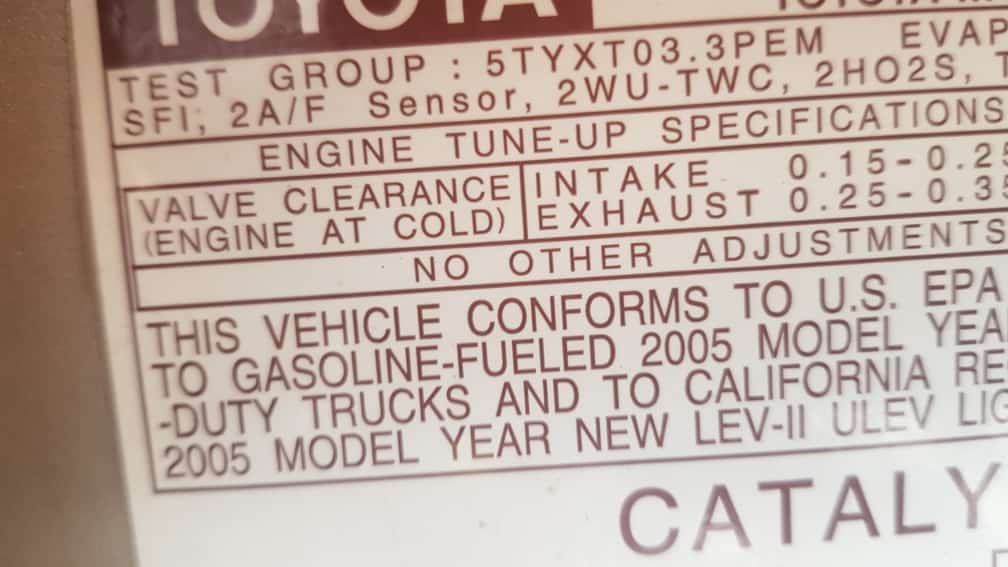 TOYOTA
TEST GROUP : 5TYXT03.3PEM EVAP
SFI, 2A/F Sensor, 2WU-TWC, 2HO2S,
ENGINE TUNE-UP SPECIFICATIONS
VALVE CLEARANCE
(ENGINE AT COLD)
INTAKE 0.15-0.25
EXHAUST 0.25-0.35
NO OTHER ADJUSTMENTS
THIS VEHICLE CONFORMS TO U.S. EPA
TO GASOLINE-FUELED 2005 MODEL YEA
-DUTY TRUCKS AND TO CALIFORNIA RE
2005 MODEL YEAR NEW LEV-II ULEV LIG
CATALY